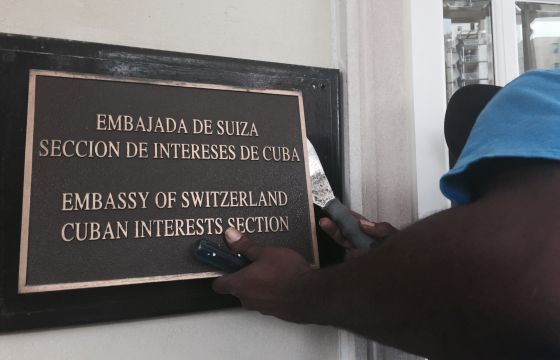 EMBAJADA DE SUIZA
SECCION DE INTERESES DE CUBA
EMBASSY OF SWITZERLAND
CUBAN INTERESTS SECTION